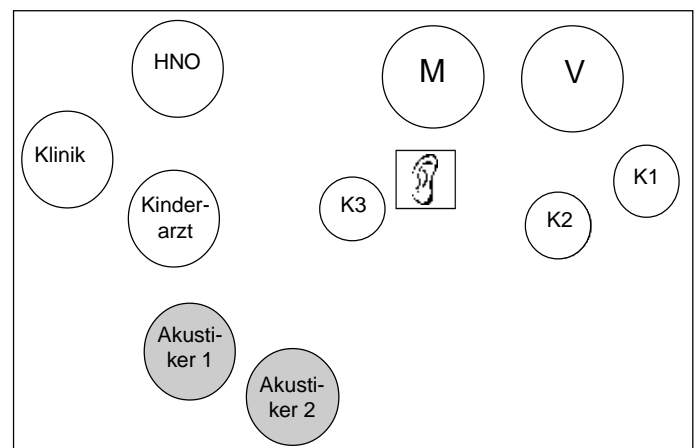 HNO
M
V
Klinik
K1
Kinder-
arzt
K3
K2
Akusti-
ker 1
Akusti-
ker 2